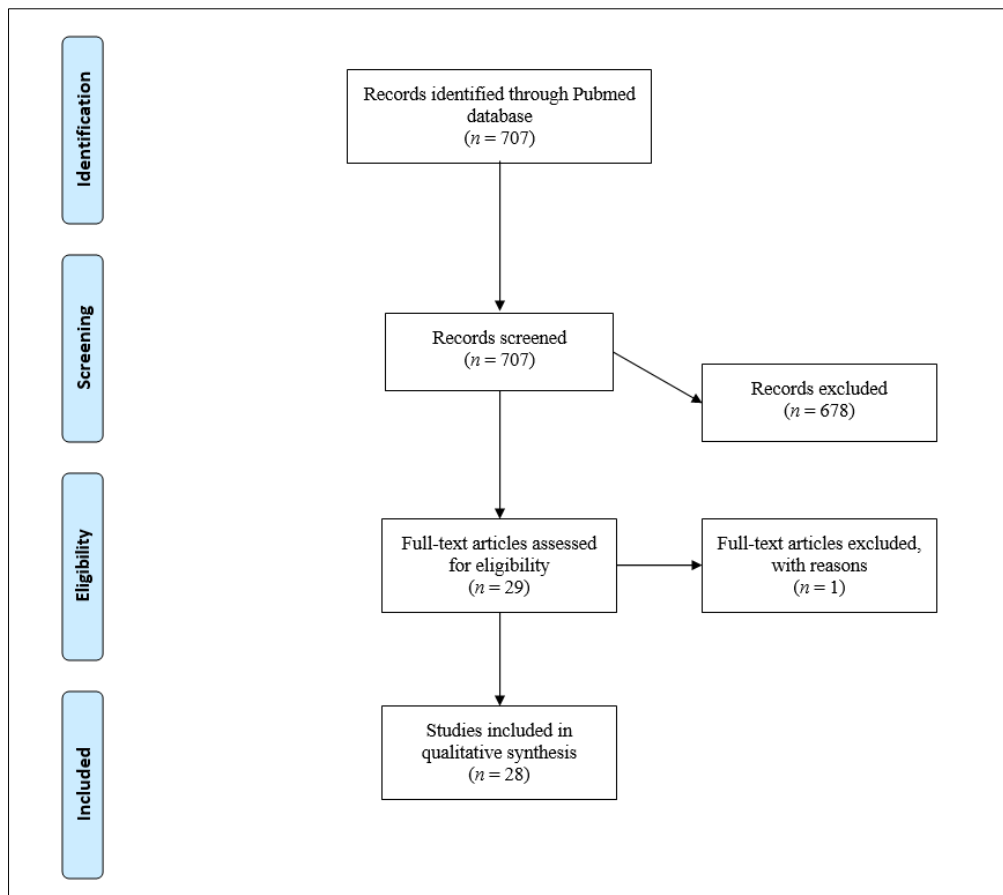 Identification
Records identified through Pubmed
database
(n = 707)
Screening
Records screened
(n = 707)
Records excluded
(n = 678)
Eligibility
Full-text articles assessed
for eligibility
(n = 29)
Full-text articles excluded,
with reasons
(n = 1)
Included
Studies included in
qualitative synthesis
(n = 28)